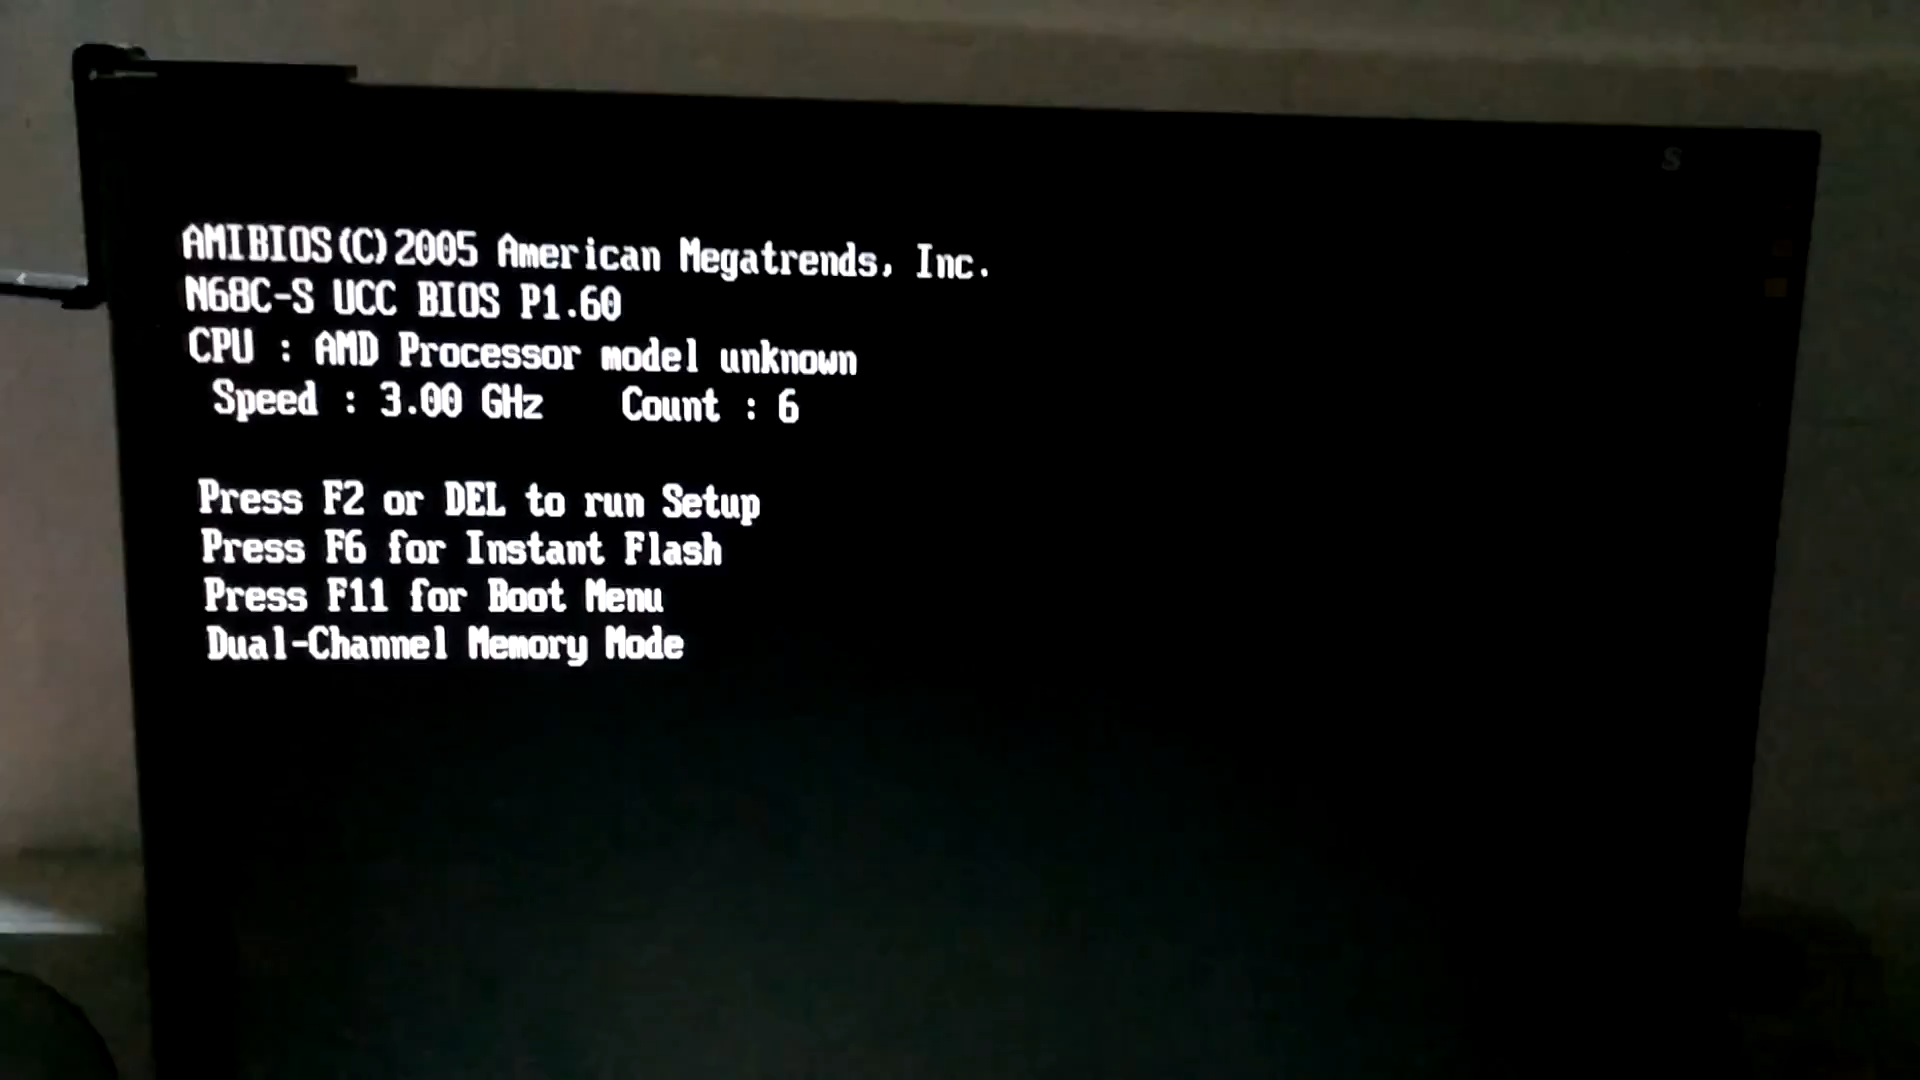 AMIBIOS(C)2005 American Megatrends, Inc.
N68C-S UCC BIOS P1.60
CPU : AMD Processor model unknown
Speed : 3.00 GHz Count : 6
Press F2 or DEL to run Setup
Press F6 for Instant Flash
Press F11 for Boot Menu
Dual-Channel Memory Mode